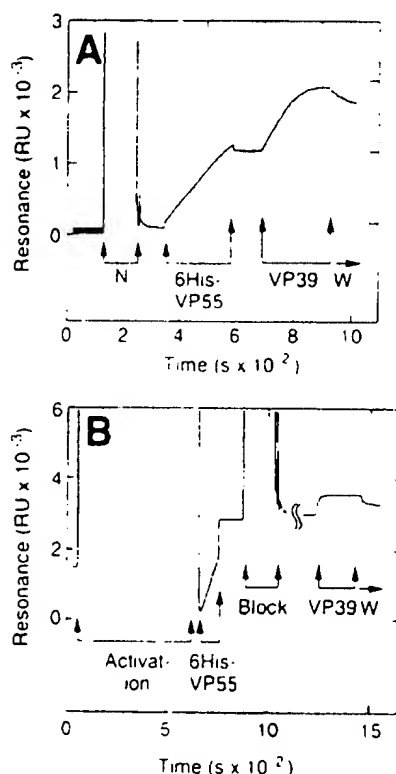 A
Resonance (RU x 10-3)
3
2
1
0
N
6His-
VP55
VP39
W
0 2 4 6 8 10
Time (s x 10-2)
B
Resonance (RU x 10-3)
6
4
2
0
Activat-
ion
6His-
VP55
Block
VP39
W
0 5 10 15
Time (s x 10-2)